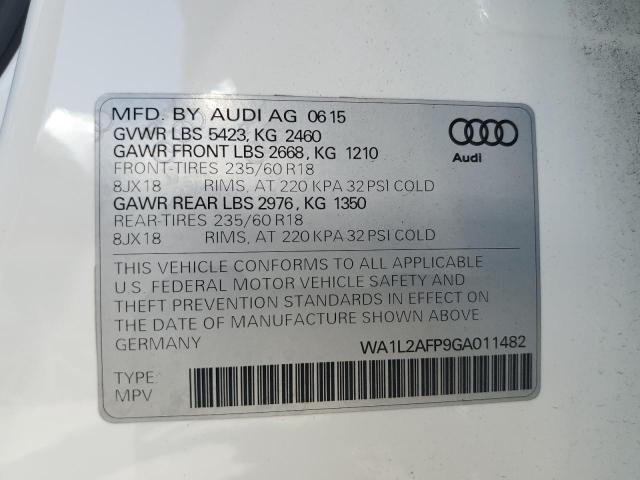 MFD. BY AUDI AG 0615
GVWR LBS 5423, KG 2460
GAWR FRONT LBS 2668, KG 1210
FRONT-TIRES 235/60 R18
8JX18 RIMS, AT 220 KPA 32 PSI COLD
GAWR REAR LBS 2976, KG 1350
REAR-TIRES 235/60 R18
8JX18 RIMS, AT 220 KPA 32 PSI COLD
Audi
THIS VEHICLE CONFORMS TO ALL APPLICABLE
U.S. FEDERAL MOTOR VEHICLE SAFETY AND
THEFT PREVENTION STANDARDS IN EFFECT ON
THE DATE OF MANUFACTURE SHOWN ABOVE
GERMANY WA1L2AFP9GA011482
TYPE:
MPV